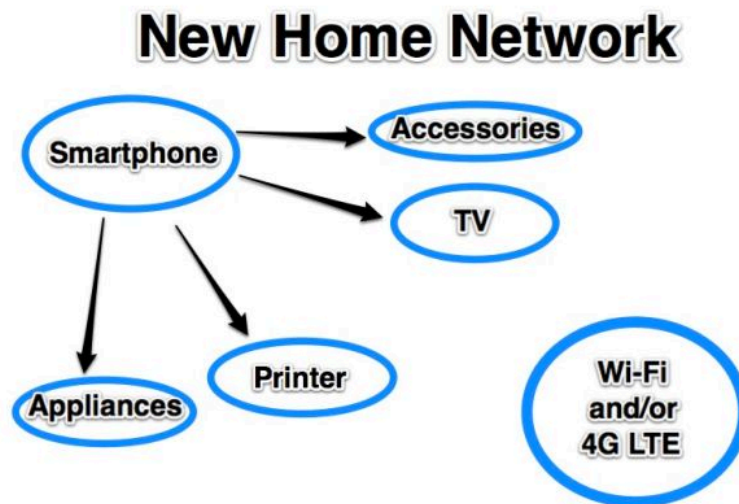 New Home Network
Smartphone
Accessories
TV
Printer
Appliances
Wi-Fi
and/or
4G LTE